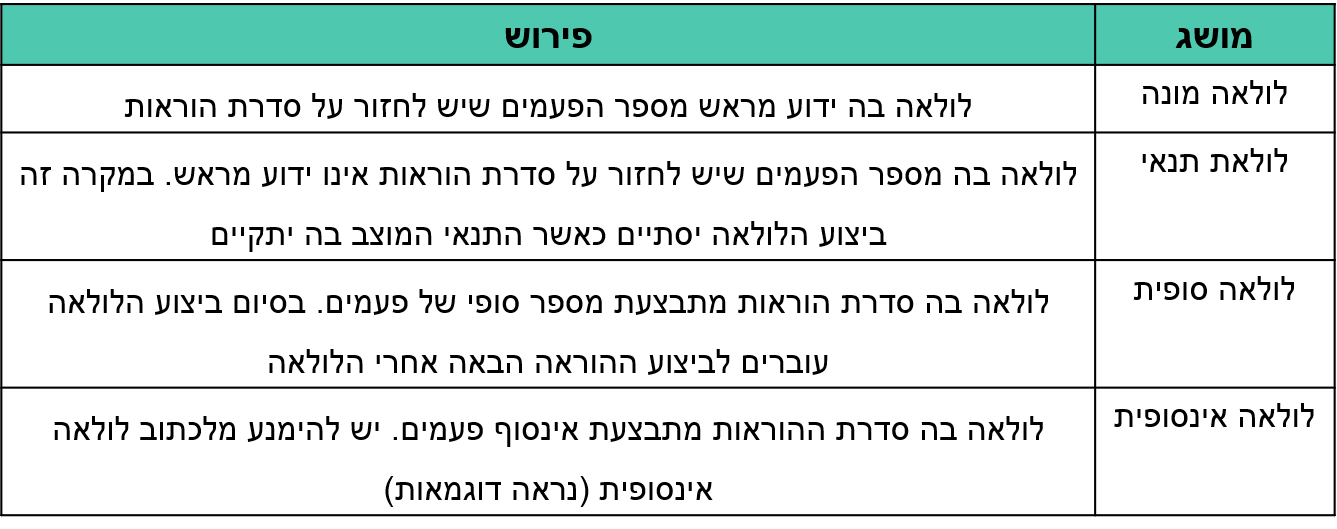 מושג
פירוש
לולאה מונה
לולאה בה ידוע מראש מספר הפעמים שיש לחזור על סדרת הוראות
לולאת תנאי
לולאה בה מספר הפעמים שיש לחזור על סדרת הוראות אינו ידוע מראש. במקרה זה
ביצוע הלולאה יסתיים כאשר התנאי המוצב בה יתקיים
לולאה סופית
לולאה בה סדרת הוראות מתבצעת מספר סופי של פעמים. בסיום ביצוע הלולאה
עוברים לביצוע ההוראה הבאה אחרי הלולאה
לולאה אינסופית
לולאה בה סדרת ההוראות מתבצעת אינסוף פעמים. יש להימנע מלכתוב לולאה
אינסופית (נראה דוגמאות)